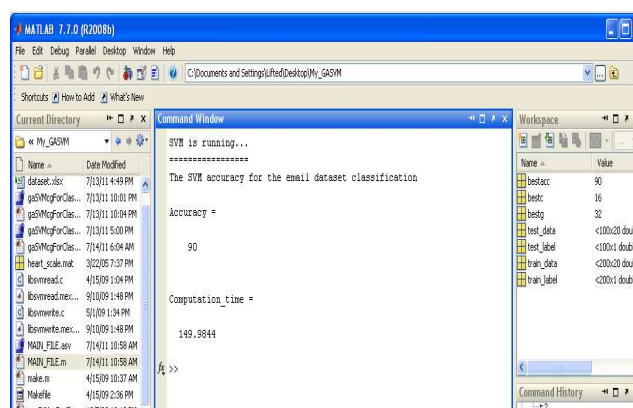 MATLAB 7.7.0 (R2008b)
File Edit Debug Parallel Desktop Window Help
C:\Documents and Settings\Lifted\Desktop\My_GASVM
Shortcuts How to Add What's New
Current Directory
« My_GASVM
Name Date Modified
dataset.xlsx 7/13/11 4:49 PM
gaSVMcgForClas... 7/13/11 10:01 PM
gaSVMcgForClas... 7/13/11 10:04 PM
gaSVMcgForClas... 7/13/11 5:00 PM
gaSVMcgForClas... 7/14/11 6:04 AM
heart_scale.mat 3/22/05 7:37 PM
libsvmread.c 4/15/09 1:04 PM
libsvmread.mex... 9/10/09 1:48 PM
libsvmwrite.c 5/1/09 1:34 PM
libsvmwrite.mex... 9/10/09 1:48 PM
MAIN_FILE.asv 7/14/11 10:58 AM
MAIN_FILE.m 7/14/11 10:58 AM
make.m 4/15/09 10:37 AM
Makefile 4/15/09 2:36 PM
Command Window
SVM is running...
=================
The SVM accuracy for the email dataset classification
Accuracy =
90
Computation_time =
149.9844
fx >>
Workspace
Name Value
bestacc 90
bestc 16
bestg 32
test_data <100x20 dou
test_label <100x1 doubl
train_data <200x20 dou
train_label <200x1 doubl
Command History